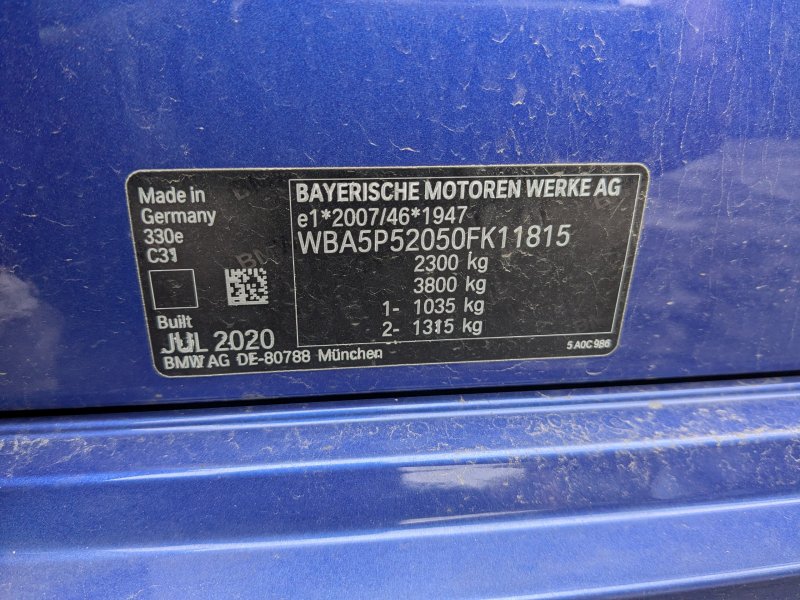 Made in
Germany
330e
C31
Built
JUL 2020
BMW AG DE-80788 München
BAYERISCHE MOTOREN WERKE AG
e1*2007/46*1947
WBA5P52050FK11815
2300 kg
3800 kg
1- 1035 kg
2- 1315 kg
5 A0C 986